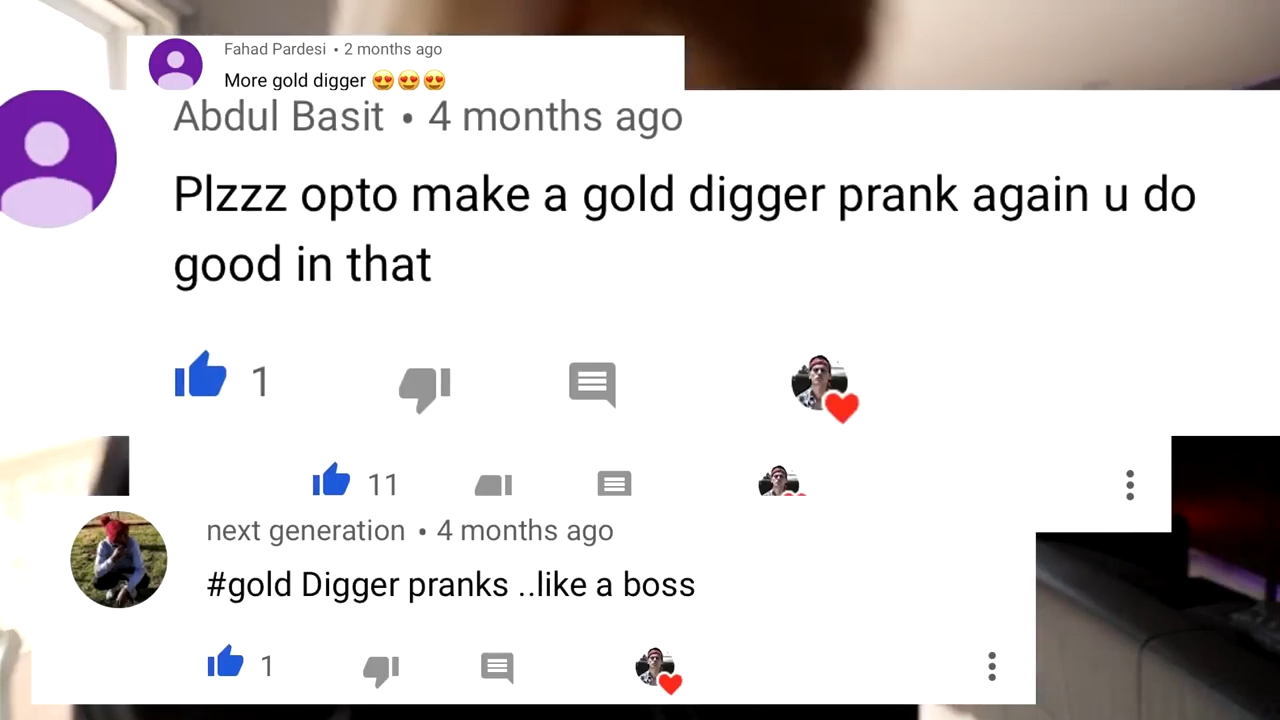 Fahad Pardesi • 2 months ago
More gold digger 😍😍😍
Abdul Basit • 4 months ago
Plzzz opto make a gold digger prank again u do
good in that
1
11
next generation • 4 months ago
#gold Digger pranks ..like a boss
1